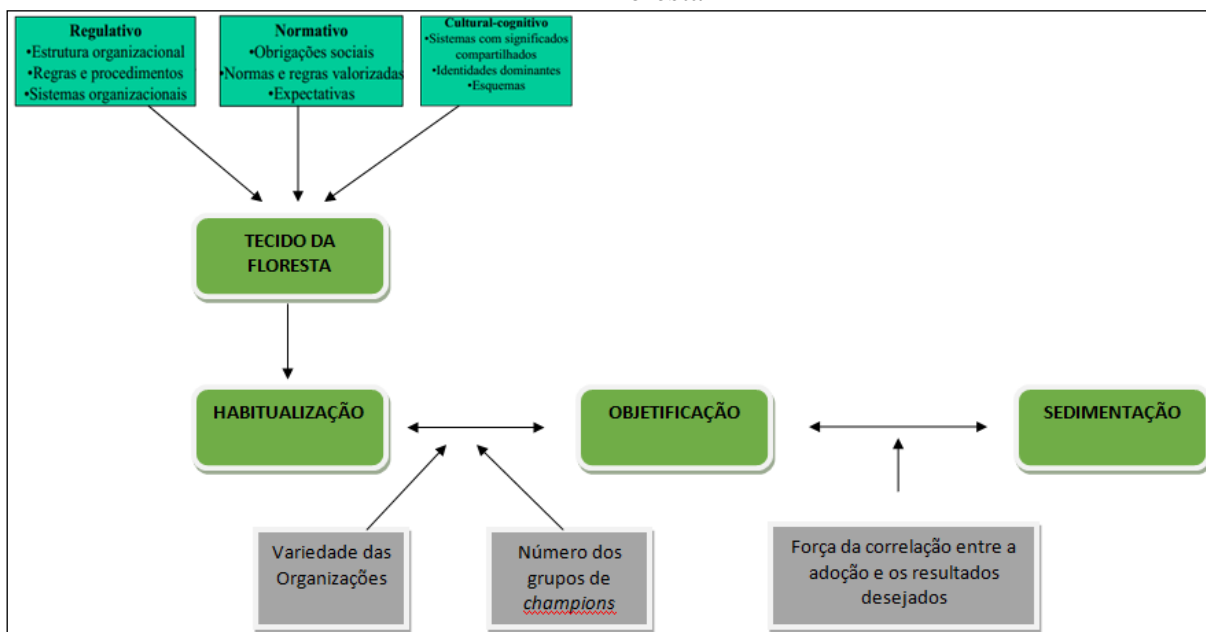 Regulativo
•Estrutura organizacional
•Regras e procedimentos
•Sistemas organizacionais
Normativo
•Obrigações sociais
•Normas e regras valorizadas
•Expectativas
Cultural-cognitivo
•Sistemas com significados
compartilhados
•Identidades dominantes
•Esquemas
TECIDO DA
FLORESTA
HABITUALIZAÇÃO
OBJETIFICAÇÃO
SEDIMENTAÇÃO
Variedade das
Organizações
Número dos
grupos de
champions
Força da correlação entre a
adoção e os resultados
desejados